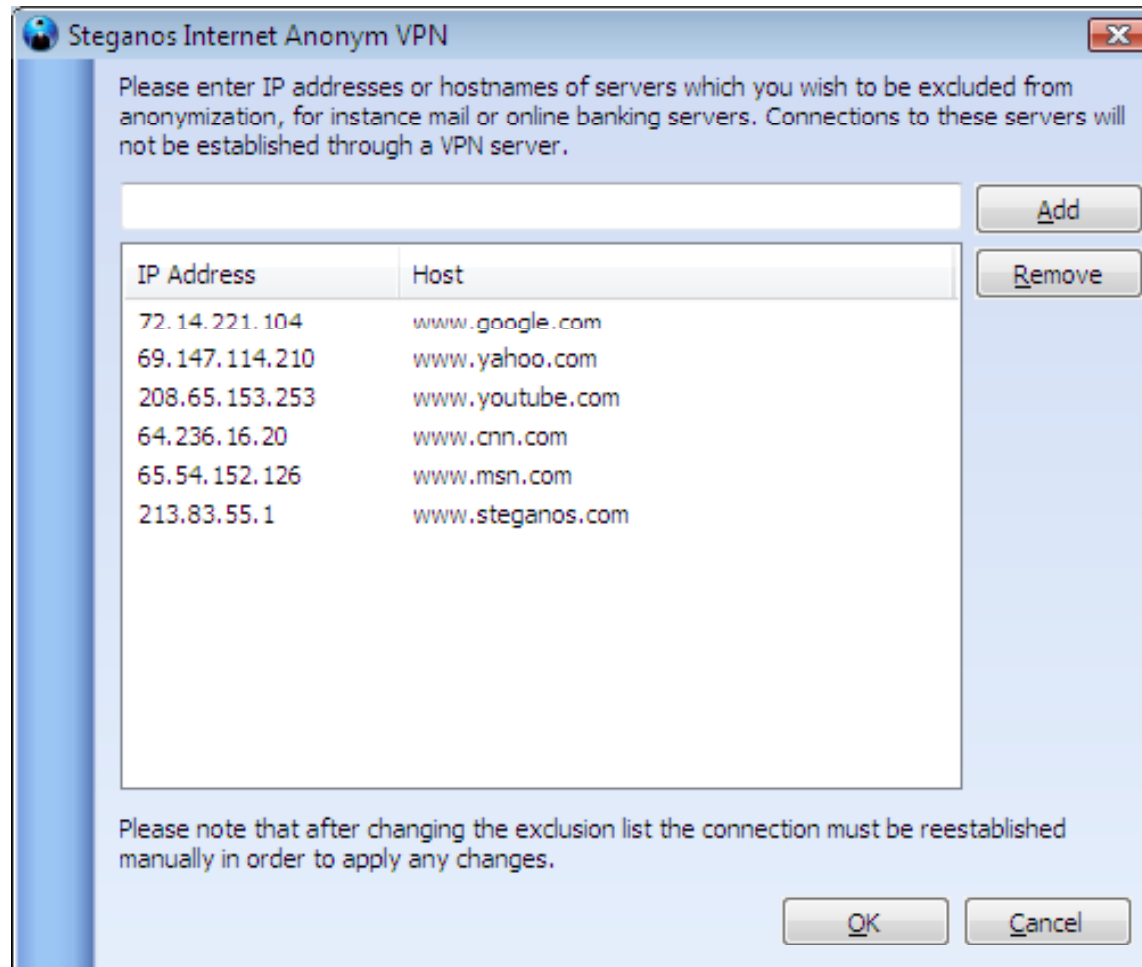 Steganos Internet Anonym VPN
Please enter IP addresses or hostnames of servers which you wish to be excluded from
anonymization, for instance mail or online banking servers. Connections to these servers will
not be established through a VPN server.
Add
IP Address Host
Remove
72.14.221.104 www.google.com
69.147.114.210 www.yahoo.com
208.65.153.253 www.youtube.com
64.236.16.20 www.cnn.com
65.54.152.126 www.msn.com
213.83.55.1 www.steganos.com
Please note that after changing the exclusion list the connection must be reestablished
manually in order to apply any changes.
OK Cancel